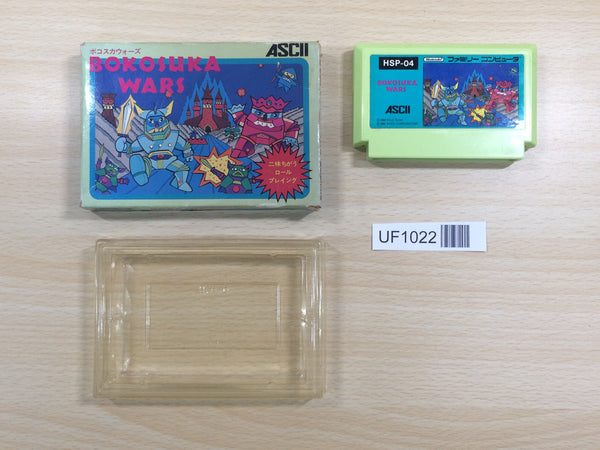 ボコスカウォーズ
ASCII
BOKOSUKA
WARS
二味ちがう
ロール
プレイング
HSP-04
Nintendo
ファミリー コンピュータ
BOKOSUKA
WARS
ASCII
UF1022